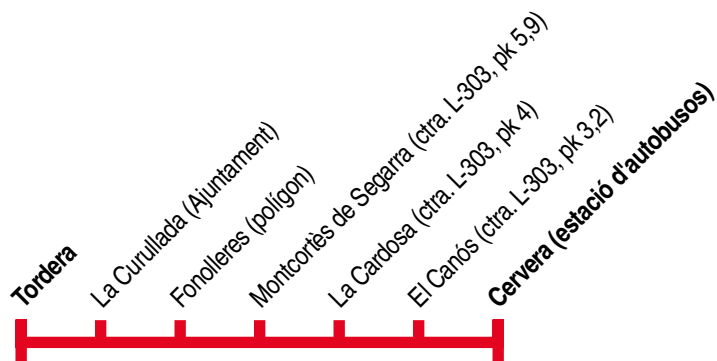 Tordera
La Curullada (Ajuntament)
Fonolleres (polígon)
Montcortès de Segarra (ctra. L-303, pk 5,9)
La Cardosa (ctra. L-303, pk 4)
El Canós (ctra. L-303, pk 3,2)
Cervera (estació d'autobusos)